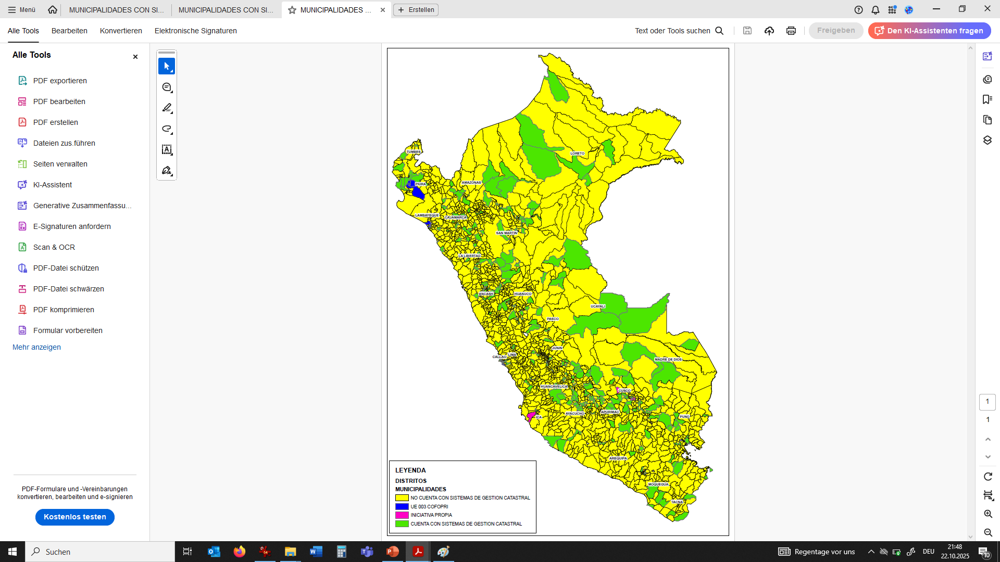 Menü
MUNICIPALIDADES CON SI...
MUNICIPALIDADES CON SI...
MUNICIPALIDADES ...
Erstellen
Alle Tools
Bearbeiten
Konvertieren
Elektronische Signaturen
Text oder Tools suchen
Freigeben
Den KI-Assistenten fragen
Alle Tools
PDF exportieren
PDF bearbeiten
PDF erstellen
Dateien zus.führen
Seiten verwalten
KI-Assistent
Generative Zusammenfassu...
E-Signaturen anfordern
Scan & OCR
PDF-Datei schützen
PDF-Datei schwärzen
PDF komprimieren
Formular vorbereiten
Mehr anzeigen
PDF-Formulare und -Vereinbarungen
konvertieren, bearbeiten und e-signieren
Kostenlos testen
TUMBES
LORETO
PIURA
AMAZONAS
LAMBAYEQUE
CAJAMARCA
SAN MARTIN
LA LIBERTAD
ANCASH
HUANUCO
UCAYALI
PASCO
JUNIN
CALLAO
LIMA
MADRE DE DIOS
HUANCAVELICA
CUSCO
ICA
AYACUCHO
APURIMAC
PUNO
AREQUIPA
MOQUEGUA
TACNA
LEYENDA
DISTRITOS
MUNICIPALIDADES
NO CUENTA CON SISTEMAS DE GESTION CATASTRAL
UE 003 COFOPRI
INICIATIVA PROPIA
CUENTA CON SISTEMAS DE GESTION CATASTRAL
1
1
Suchen
Regentage vor uns
DEU
21:48
22.10.2025
10